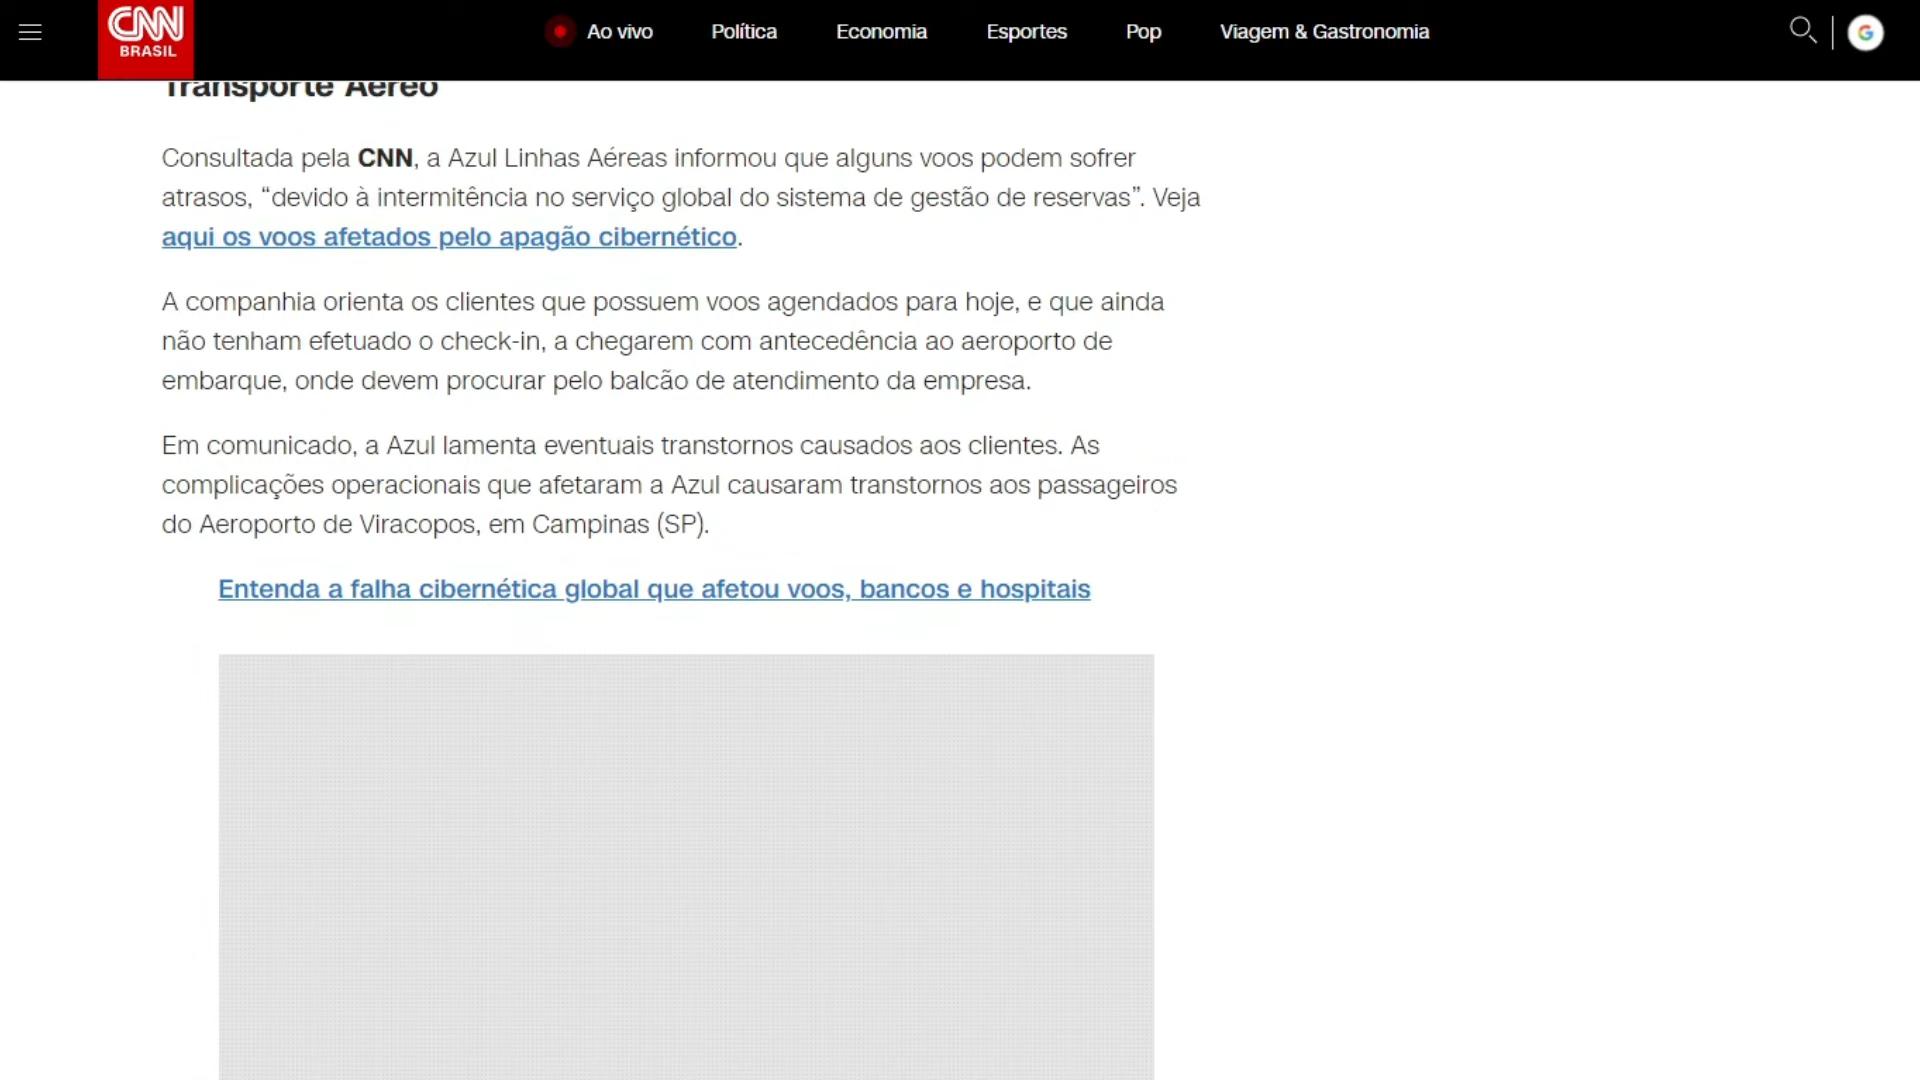 CNN
BRASIL
Ao vivo
Política
Economia
Esportes
Pop
Viagem & Gastronomia
G
Transporte Aéreo
Consultada pela CNN, a Azul Linhas Aéreas informou que alguns voos podem sofrer
atrasos, “devido à intermitência no serviço global do sistema de gestão de reservas”. Veja
aqui os voos afetados pelo apagão cibernético.
A companhia orienta os clientes que possuem voos agendados para hoje, e que ainda
não tenham efetuado o check-in, a chegarem com antecedência ao aeroporto de
embarque, onde devem procurar pelo balcão de atendimento da empresa.
Em comunicado, a Azul lamenta eventuais transtornos causados aos clientes. As
complicações operacionais que afetaram a Azul causaram transtornos aos passageiros
do Aeroporto de Viracopos, em Campinas (SP).
Entenda a falha cibernética global que afetou voos, bancos e hospitais